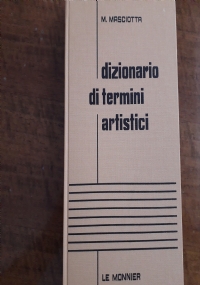 M. MASCIOTTA
dizionario
di termini
artistici
LE MONNIER